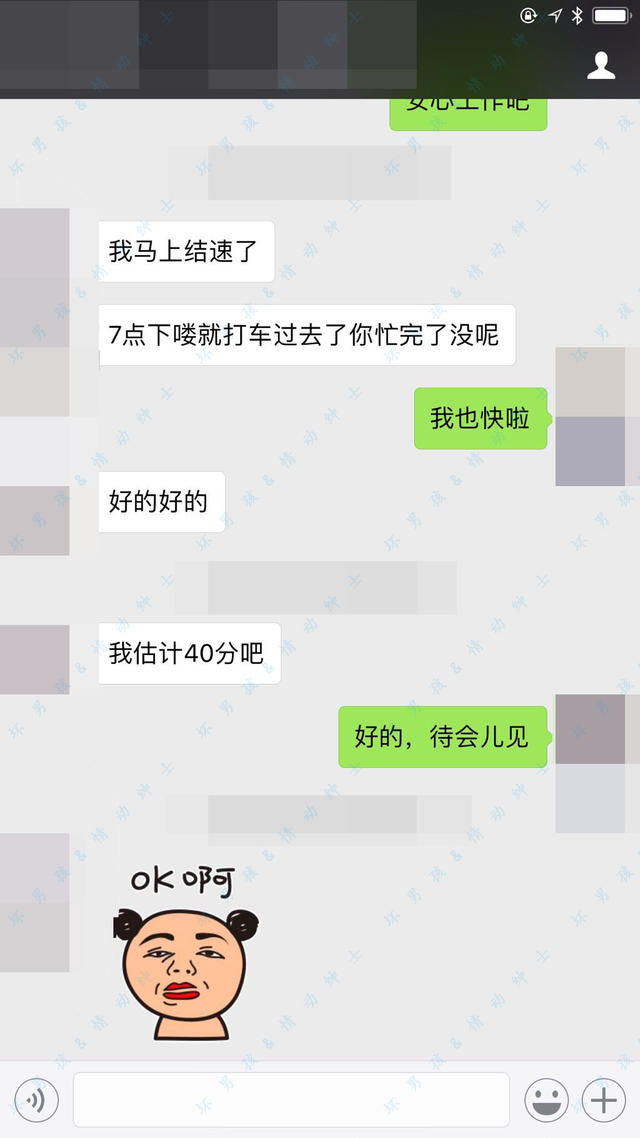 安心工作吧
我马上结速了
7点下喽就打车过去了你忙完了没呢
我也快啦
好的好的
我估计40分吧
好的，待会儿见
OK啊
坏男孩&情动绅士